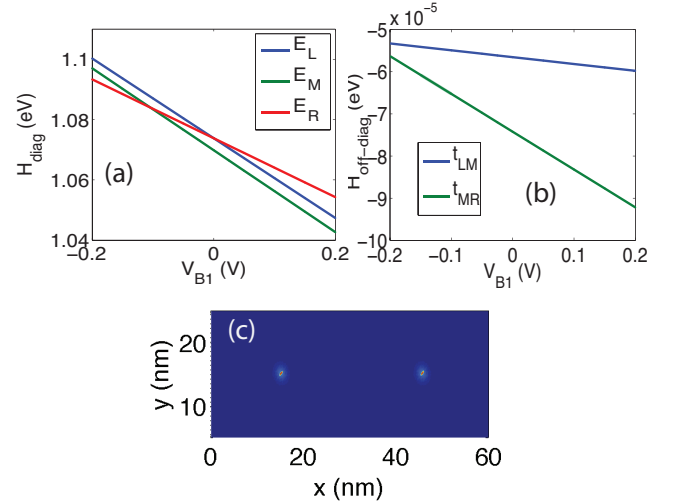 1.1
1.08
1.06
1.04
H_diag (eV)
E_L
E_M
E_R
(a)
−0.2 0 0.2
V_B1 (V)
x 10^−5
−5
−6
−7
−8
−9
−10
H_off−diag (eV)
t_LM
t_MR
(b)
−0.2 −0.1 0 0.1 0.2
V_B1 (V)
(c)
20
10
y (nm)
0 20 40 60
x (nm)